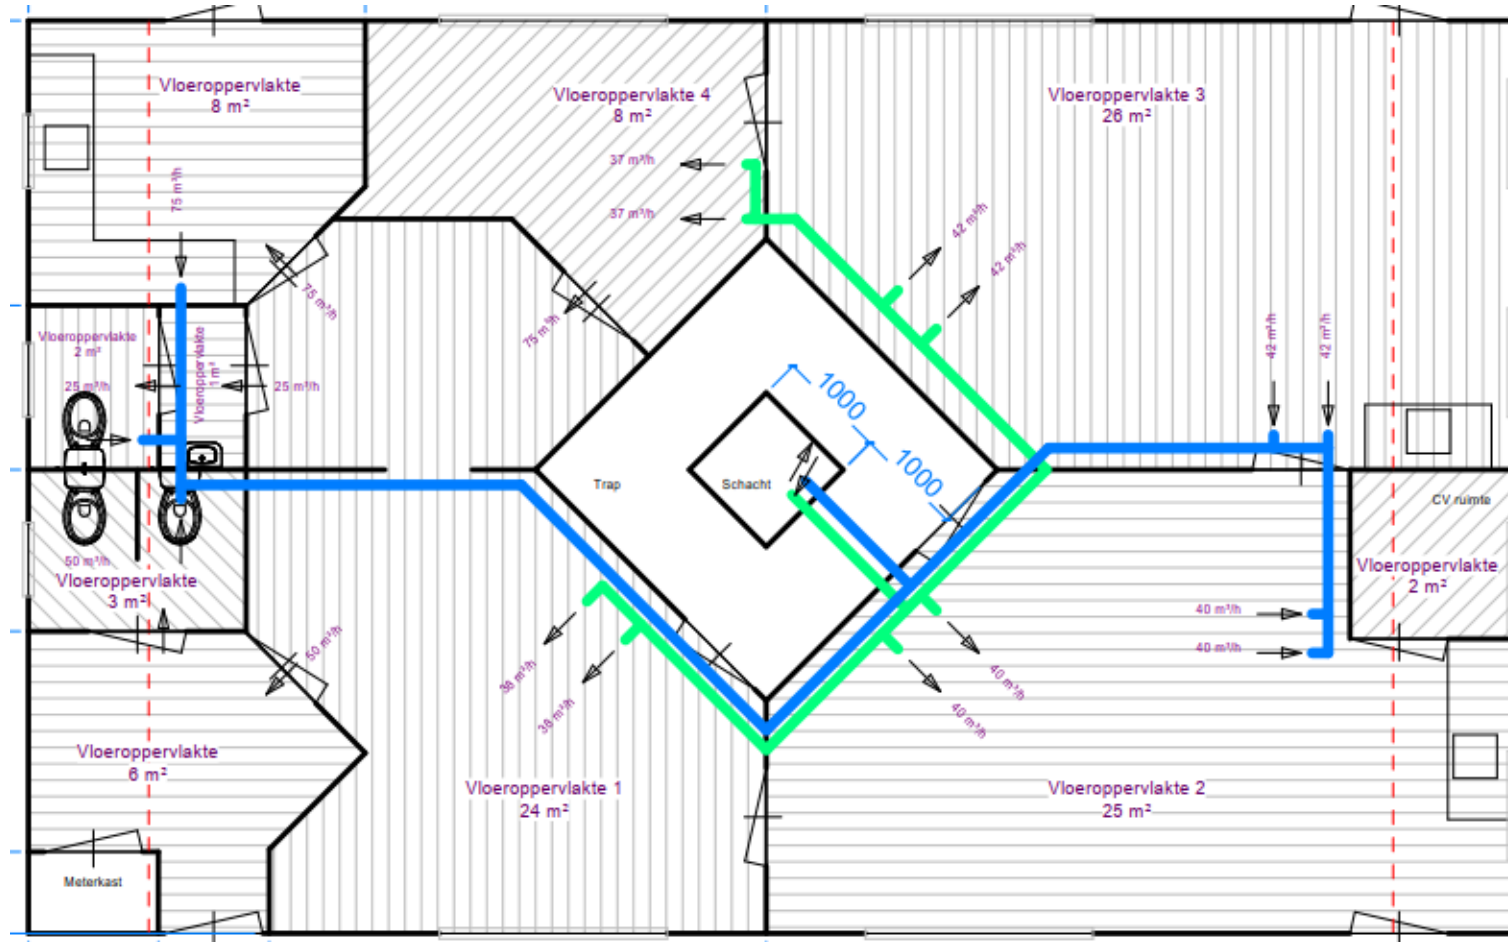 Vloeroppervlakte
8 m²
Vloeroppervlakte 4
8 m²
Vloeroppervlakte 3
26 m²
37 m³/h
37 m³/h
75 m³/h
42 m³/h
42 m³/h
75 m³/h
75 m³/h
Vloeroppervlakte
2 m²
Vloeroppervlakte
1 m²
25 m³/h
25 m³/h
42 m³/h
42 m³/h
1000
1000
Trap
Schacht
CV ruimte
50 m³/h
Vloeroppervlakte
3 m²
Vloeroppervlakte
2 m²
40 m³/h
40 m³/h
50 m³/h
38 m³/h
38 m³/h
40 m³/h
40 m³/h
Vloeroppervlakte
6 m²
Vloeroppervlakte 1
24 m²
Vloeroppervlakte 2
25 m²
Meterkast